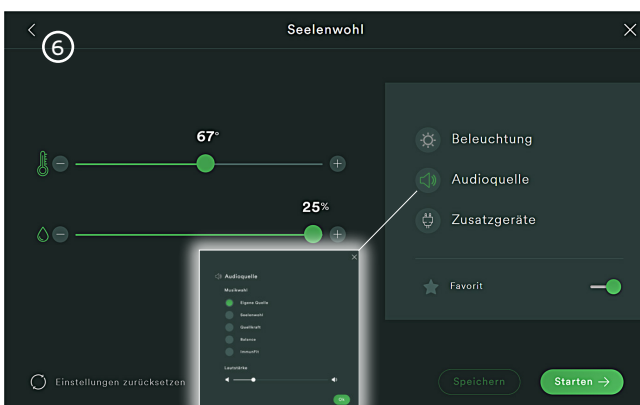 6
Seelenwohl
67°
25%
Beleuchtung
Audioquelle
Zusatzgeräte
Favorit
Audioquelle
Musikwahl
Eigene Quelle
Seelenwohl
Quellkraft
Balance
ImmunFit
Lautstärke
OK
Einstellungen zurücksetzen
Speichern
Starten →